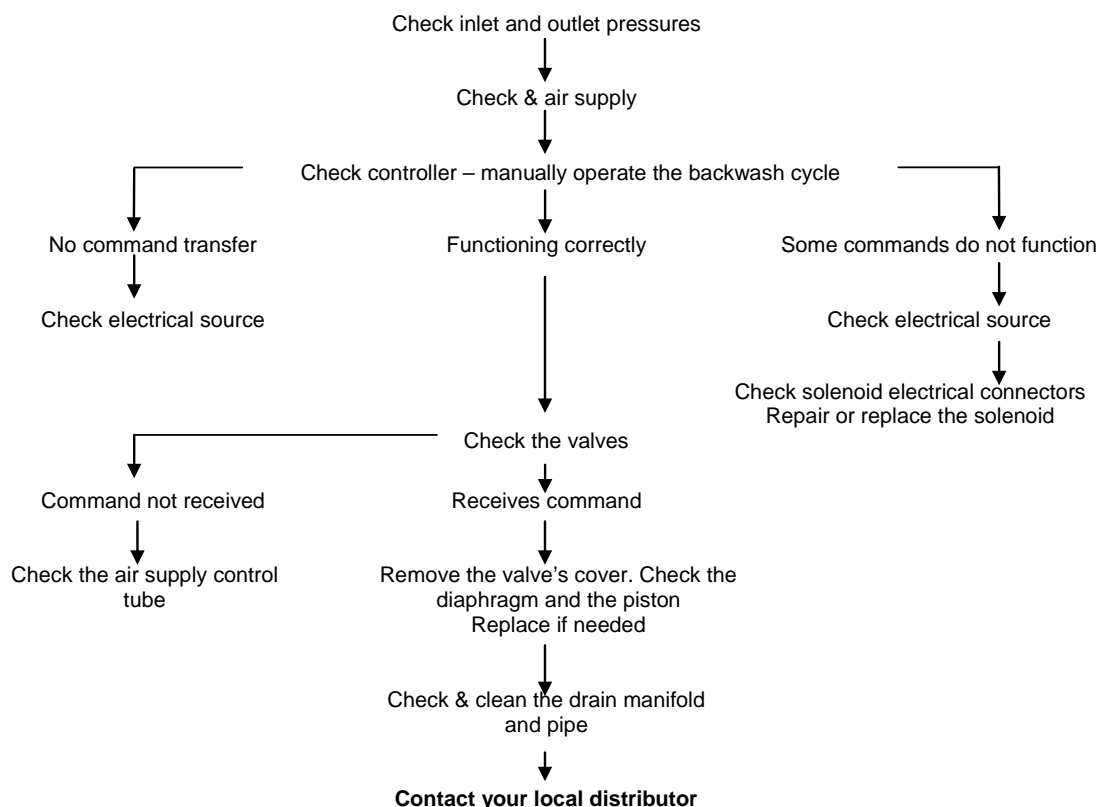 Check inlet and outlet pressures
Check & air supply
Check controller – manually operate the backwash cycle
No command transfer
Functioning correctly
Some commands do not function
Check electrical source
Check electrical source
Check solenoid electrical connectors
Repair or replace the solenoid
Check the valves
Command not received
Receives command
Check the air supply control
tube
Remove the valve’s cover. Check the
diaphragm and the piston
Replace if needed
Check & clean the drain manifold
and pipe
Contact your local distributor